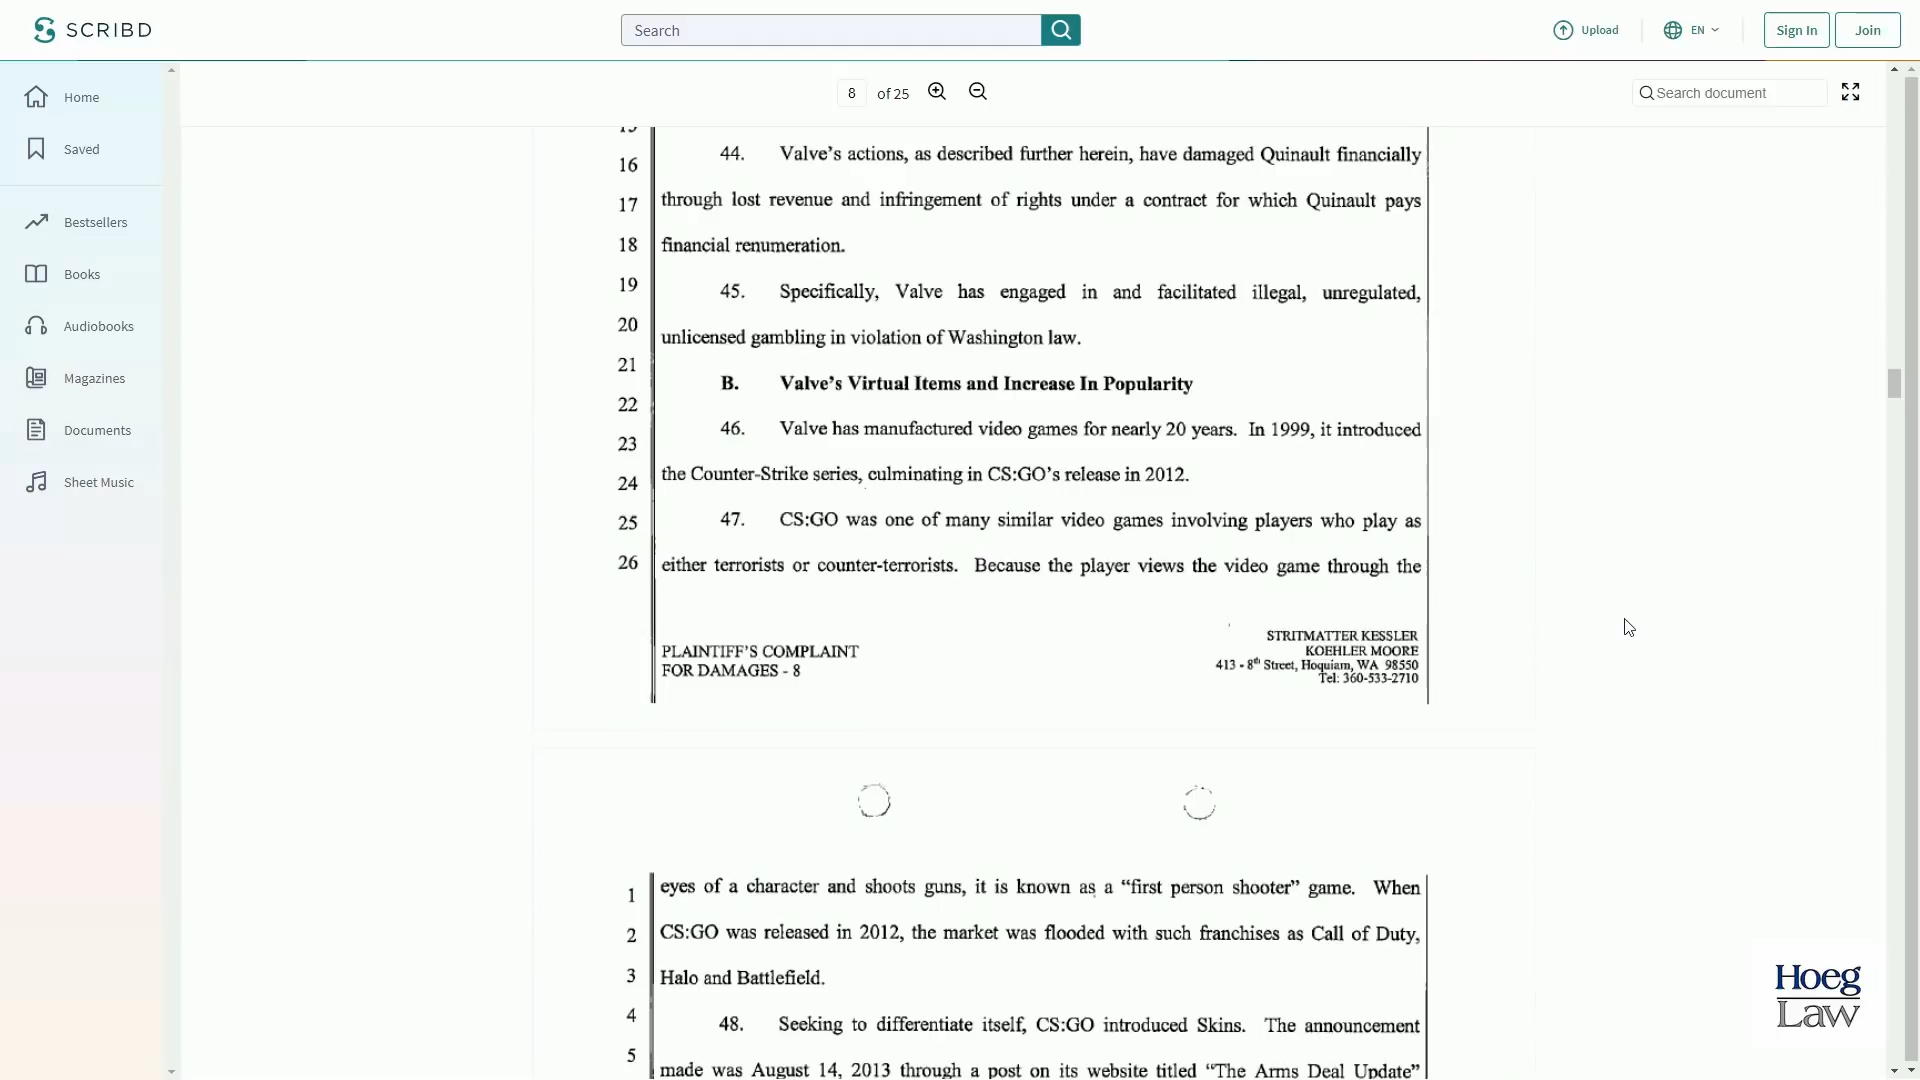 SCRIBD
Search
Upload
EN
Sign In
Join
Home
Saved
Bestsellers
Books
Audiobooks
Magazines
Documents
Sheet Music
8 of 25
Search document
15
16 44. Valve's actions, as described further herein, have damaged Quinault financially
17 through lost revenue and infringement of rights under a contract for which Quinault pays
18 financial renumeration.
19 45. Specifically, Valve has engaged in and facilitated illegal, unregulated,
20 unlicensed gambling in violation of Washington law.
21 B. Valve's Virtual Items and Increase In Popularity
22 46. Valve has manufactured video games for nearly 20 years. In 1999, it introduced
23
24 the Counter-Strike series, culminating in CS:GO's release in 2012.
25 47. CS:GO was one of many similar video games involving players who play as
26 either terrorists or counter-terrorists. Because the player views the video game through the
PLAINTIFF'S COMPLAINT
FOR DAMAGES - 8
STRITMATTER KESSLER
KOEHLER MOORE
413 - 8th Street, Hoquiam, WA 98550
Tel: 360-533-2710
1 eyes of a character and shoots guns, it is known as a “first person shooter” game. When
2 CS:GO was released in 2012, the market was flooded with such franchises as Call of Duty,
3 Halo and Battlefield.
4 48. Seeking to differentiate itself, CS:GO introduced Skins. The announcement
5 made was August 14, 2013 through a post on its website titled “The Arms Deal Update”
Hoeg
Law